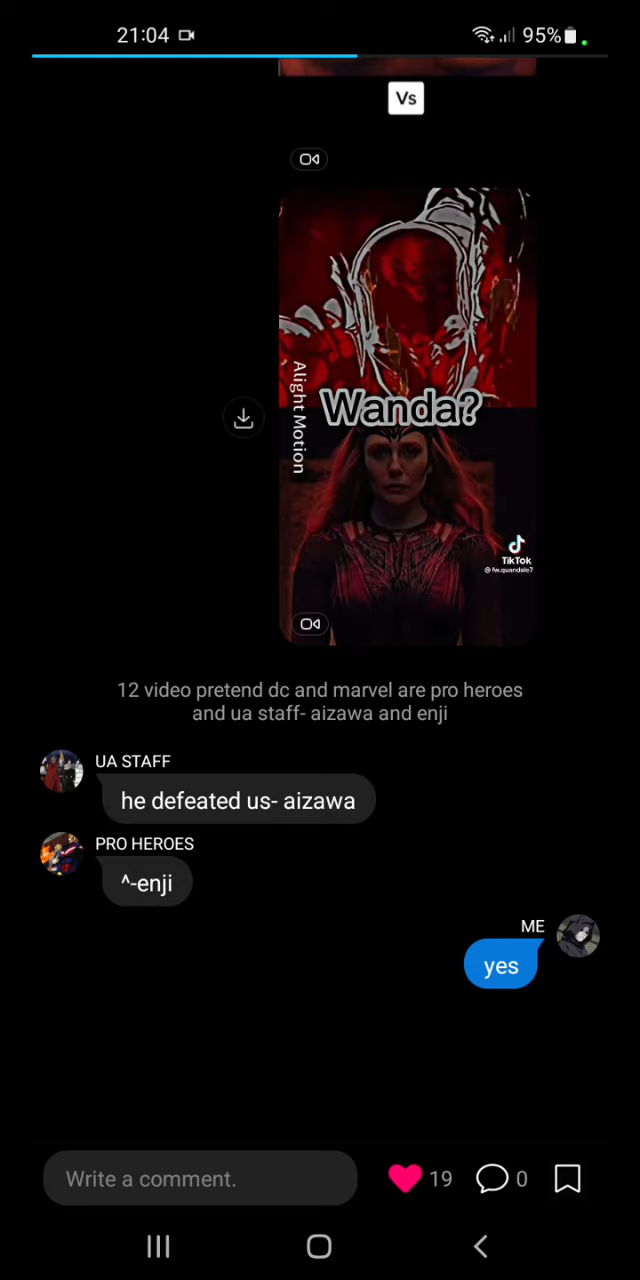 21:04
95%
Vs
Alight Motion
Wanda?
TikTok
@fw.quandale7
12 video pretend dc and marvel are pro heroes
and ua staff- aizawa and enji
UA STAFF
he defeated us- aizawa
PRO HEROES
^-enji
ME
yes
Write a comment.
19
0